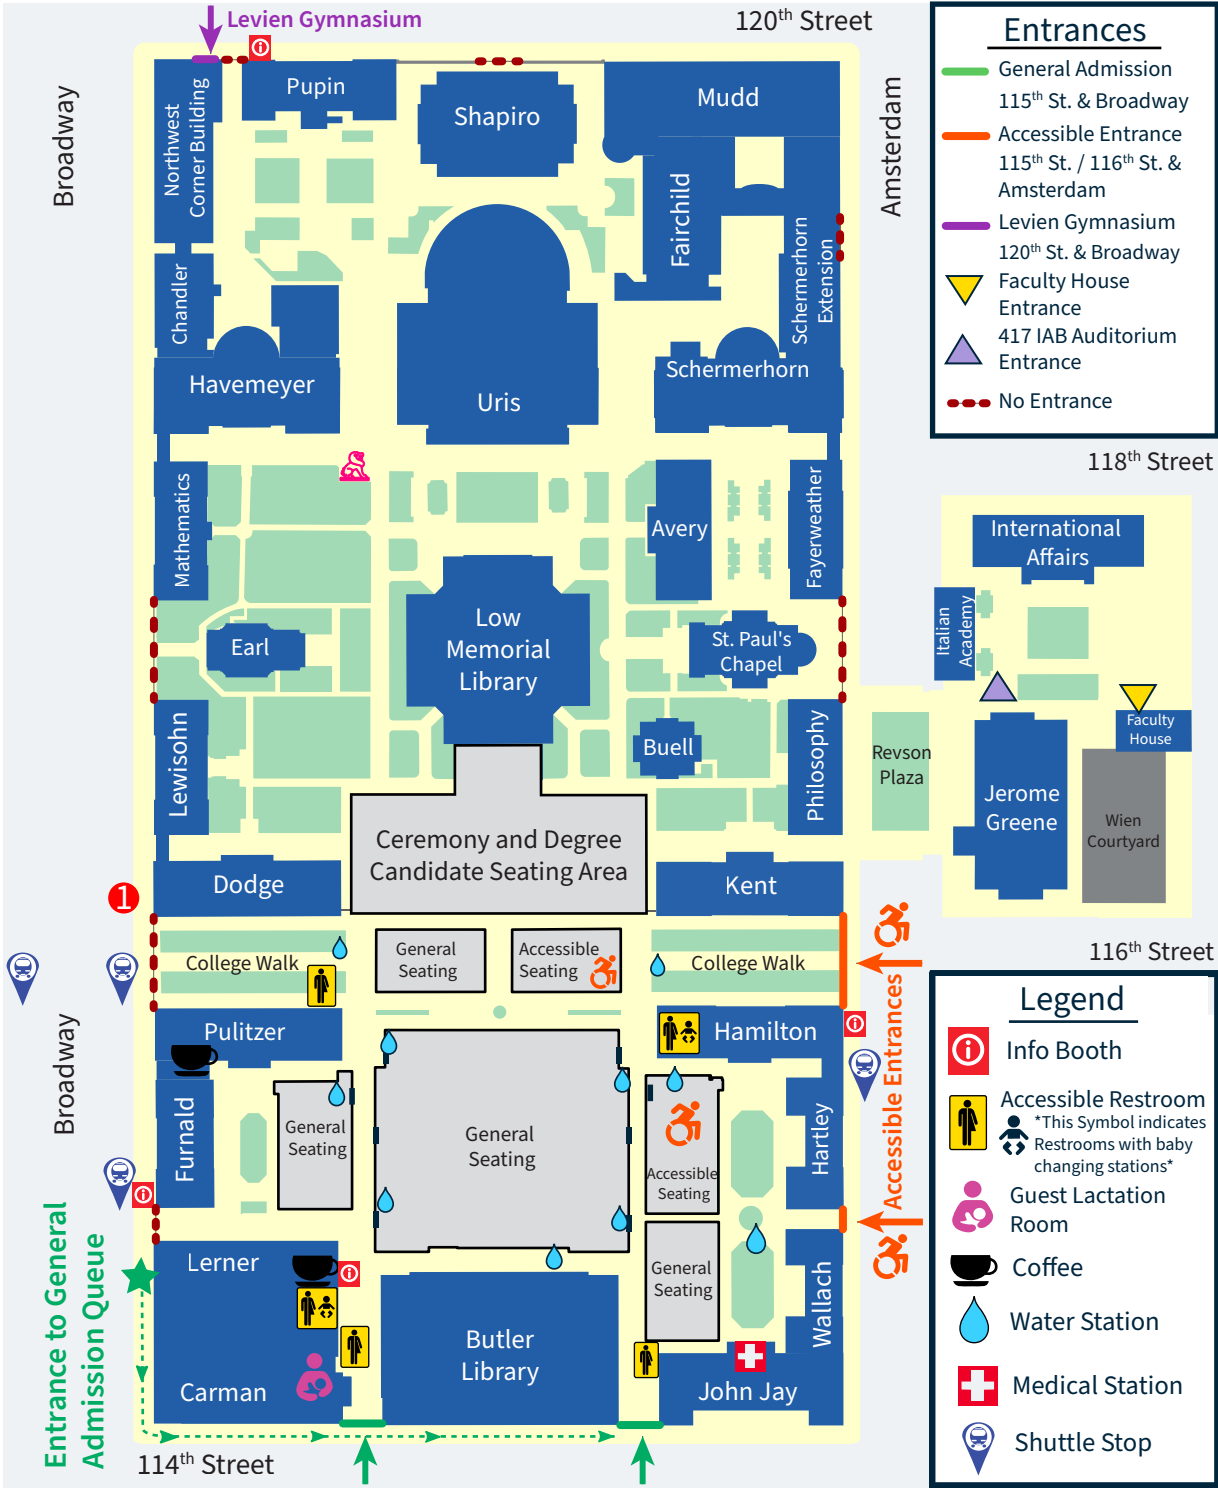 Levien Gymnasium
120th Street
Broadway
Amsterdam
Northwest
Corner Building
Pupin
Shapiro
Mudd
Fairchild
Schermerhorn
Extension
Chandler
Havemeyer
Uris
Schermerhorn
Entrances
General Admission
115th St. & Broadway
Accessible Entrance
115th St. / 116th St. &
Amsterdam
Levien Gymnasium
120th St. & Broadway
Faculty House
Entrance
417 IAB Auditorium
Entrance
No Entrance
118th Street
Mathematics
Avery
Fayerweather
International
Affairs
Italian
Academy
Earl
Low
Memorial
Library
St. Paul's
Chapel
Lewisohn
Buell
Philosophy
Revson
Plaza
Faculty
House
Jerome
Greene
Wien
Courtyard
Ceremony and Degree
Candidate Seating Area
Dodge
Kent
1
College Walk
General
Seating
Accessible
Seating
College Walk
116th Street
Broadway
Pulitzer
Hamilton
Accessible Entrances
Furnald
General
Seating
General
Seating
Accessible
Seating
Hartley
General
Seating
Wallach
Lerner
Carman
Butler
Library
John Jay
Entrance to General
Admission Queue
114th Street
Legend
Info Booth
Accessible Restroom
*This Symbol indicates
Restrooms with baby
changing stations*
Guest Lactation
Room
Coffee
Water Station
Medical Station
Shuttle Stop